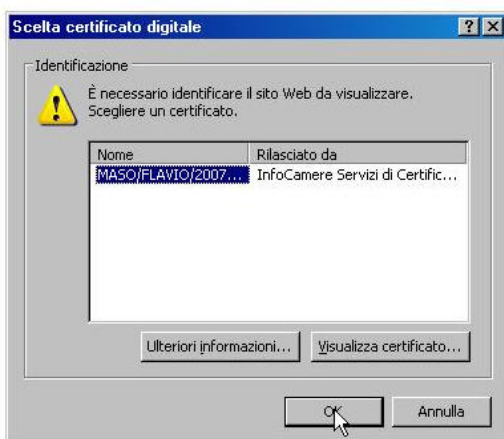 Scelta certificato digitale
Identificazione
È necessario identificare il sito Web da visualizzare.
Scegliere un certificato.
Nome Rilasciato da
MASO/FLAVIO/2007... InfoCamere Servizi di Certific...
Ulteriori informazioni... Visualizza certificato...
OK Annulla